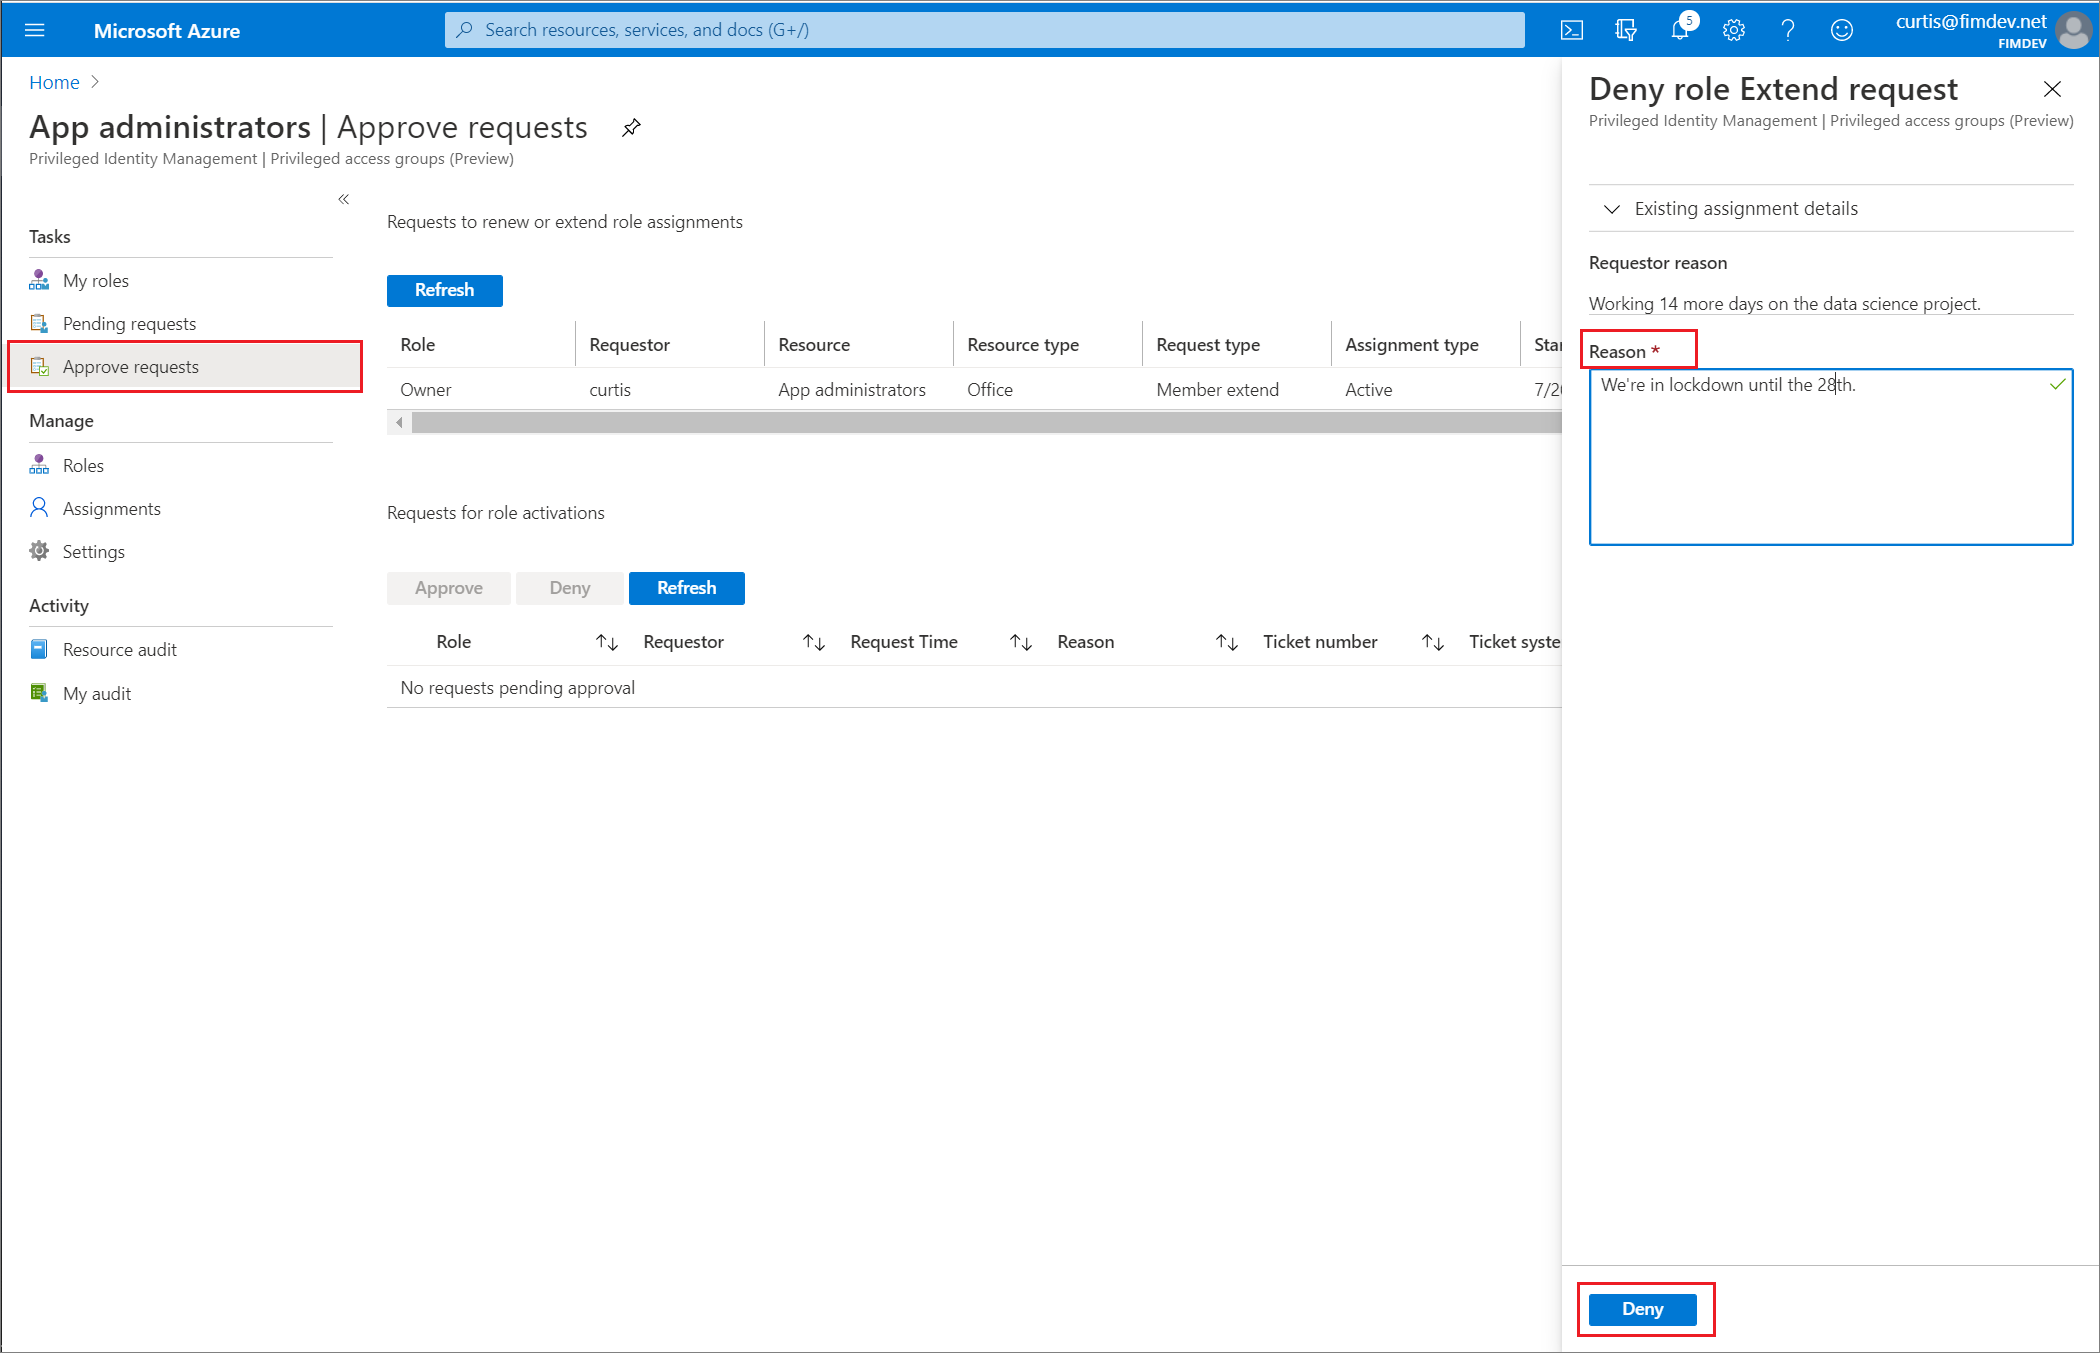 Microsoft Azure
Search resources, services, and docs (G+/)
5
curtis@fimdev.net
FIMDEV
Home
App administrators | Approve requests
Privileged Identity Management | Privileged access groups (Preview)
Tasks
My roles
Pending requests
Approve requests
Manage
Roles
Assignments
Settings
Activity
Resource audit
My audit
Requests to renew or extend role assignments
Refresh
Role Requestor Resource Resource type Request type Assignment type
Owner curtis App administrators Office Member extend Active
Requests for role activations
Approve Deny Refresh
Role Requestor Request Time Reason Ticket number Ticket
No requests pending approval
Deny role Extend request
Privileged Identity Management | Privileged access groups (Preview)
Existing assignment details
Requestor reason
Working 14 more days on the data science project.
Reason *
We're in lockdown until the 28th.
Deny